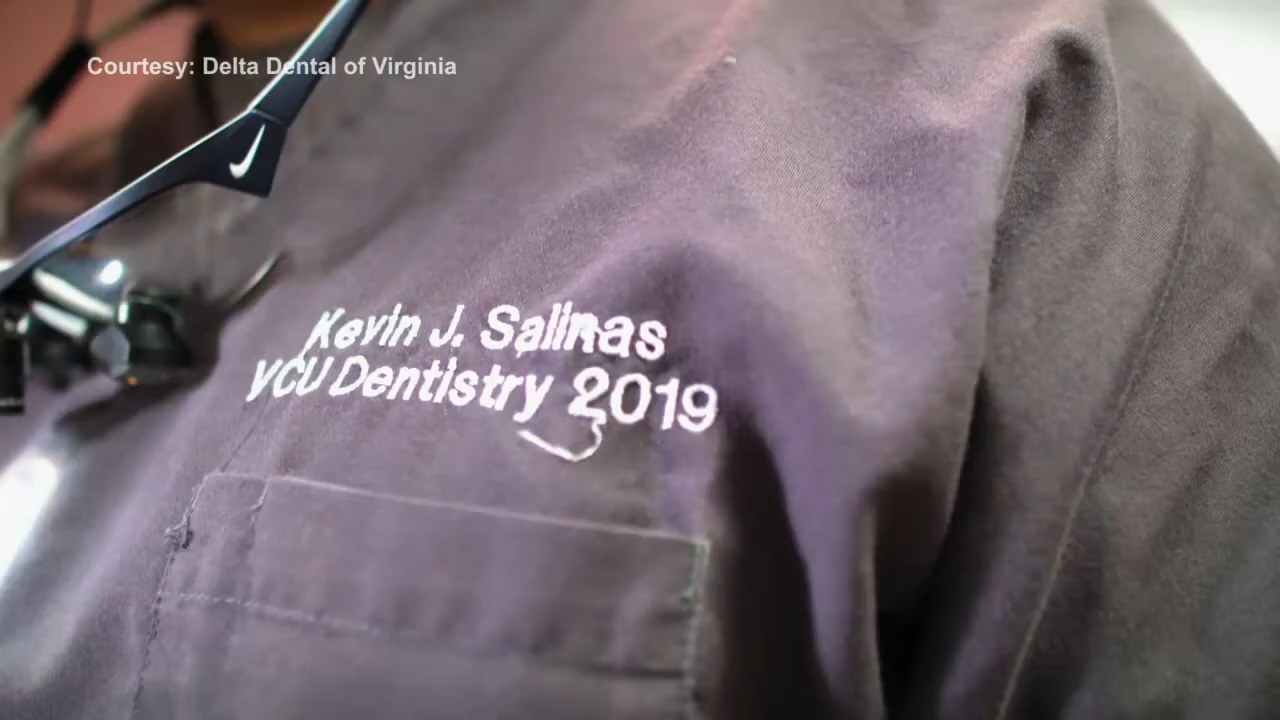 Courtesy: Delta Dental of Virginia
Kevin J. Salinas
VCU Dentistry 2019